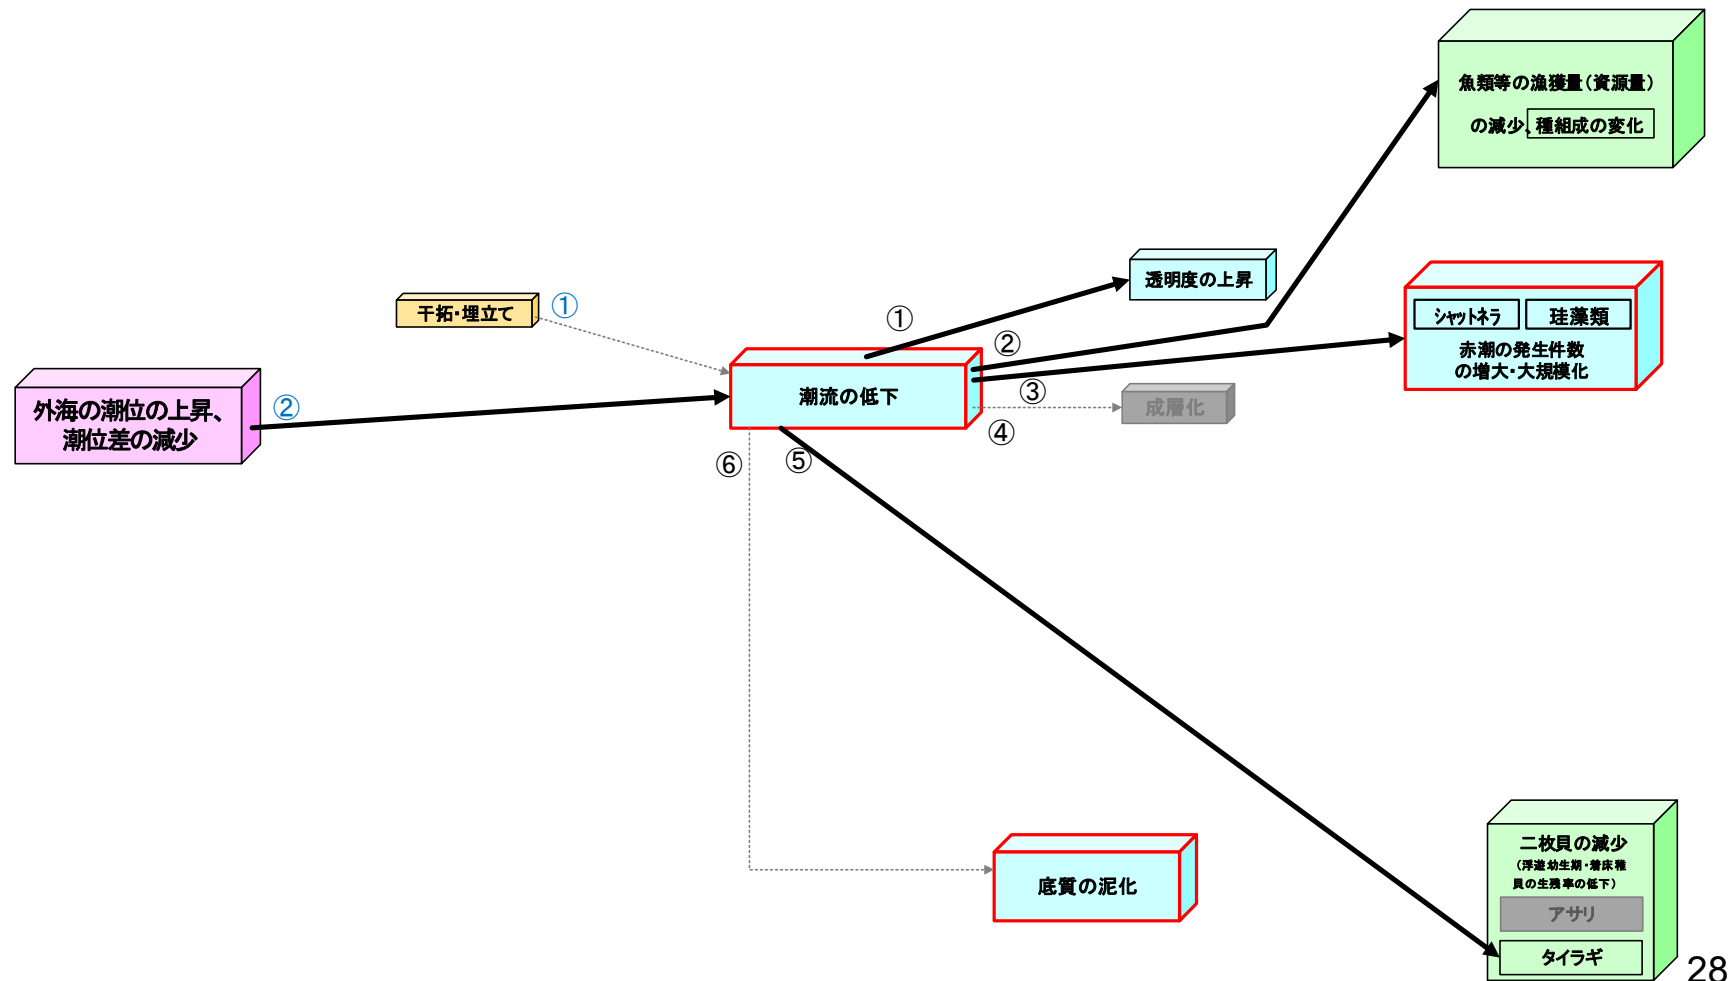 魚類等の漁獲量(資源量)
の減少、種組成の変化
透明度の上昇
干拓・埋立て
①
①
シャットネラ
珪藻類
赤潮の発生件数
の増大・大規模化
②
外海の潮位の上昇、
潮位差の減少
②
潮流の低下
③
成層化
④
⑤
⑥
底質の泥化
二枚貝の減少
(浮遊幼生期・着床稚
貝の生残率の低下)
アサリ
タイラギ
28